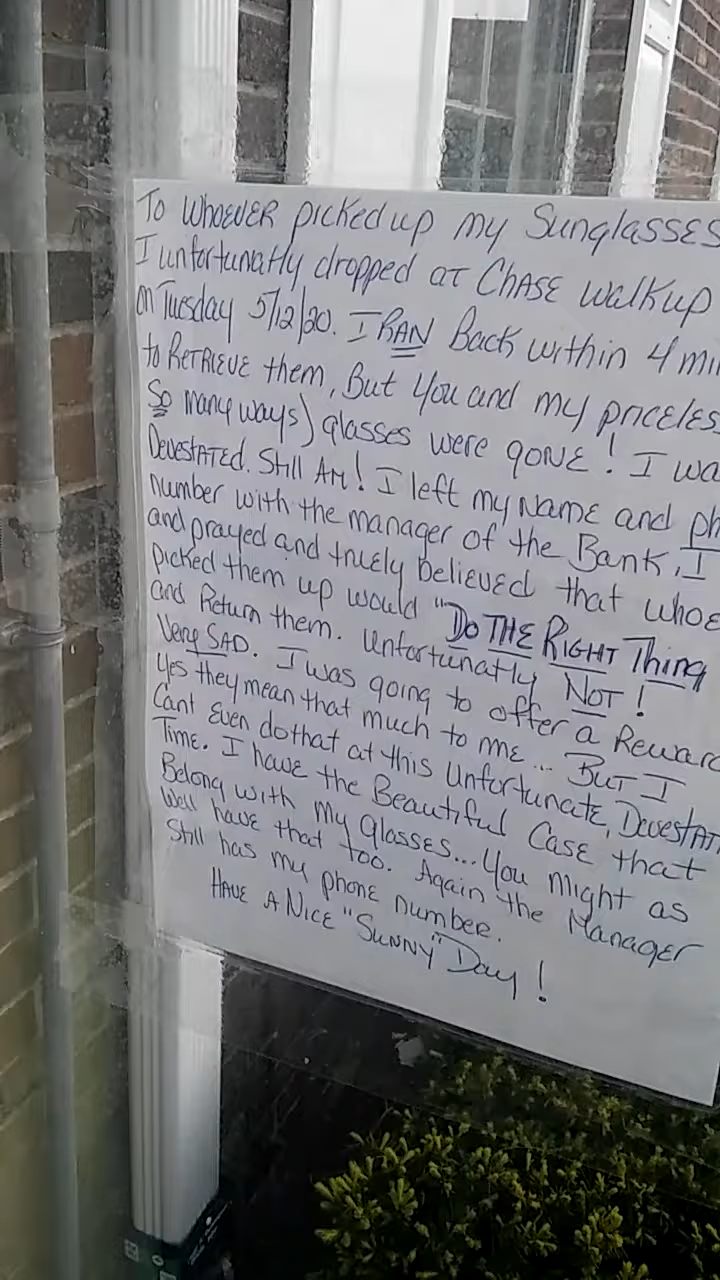 To WHOEVER picked up my SunglassEs
I unfortunatly dropped at CHASE walkup
on Tuesday 5/12/20. I RAN Back within 4
to RETRIEVE them, But you and my
So many ways) glasses were gone! I
DEVESTATED. Still AM! I left my NamE and
number with the manager of the Bank, I
and prayed and truely believed that
picked them up would "Do THE RIGHT Thing
and Return them. Unfortunatly NOT!
Very SAD. I was going to offer a
Yes they mean that much to me... BUT I
Cant Even do that at this Unfortunate,
Time. I have the Beautiful Case that
Belong with my glasses... You might as
Well have that too. Again the Manager
Still has my phone number.
HAVE A NICE "SUNNY" Day!